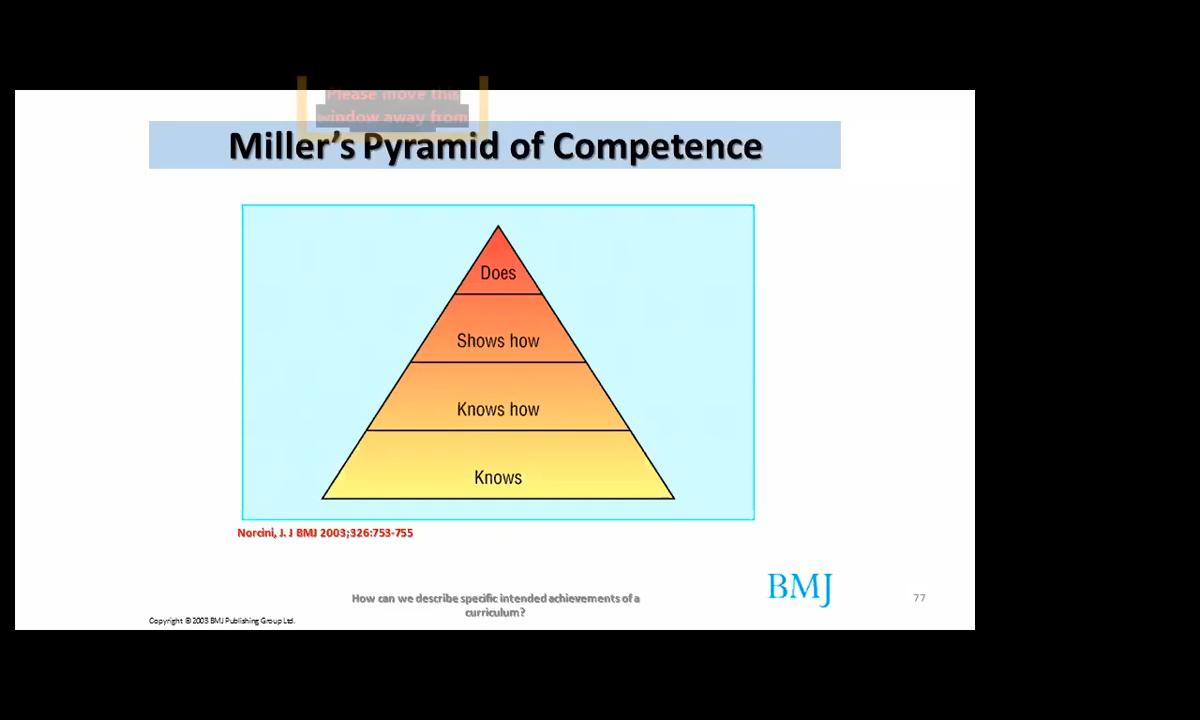 Please move this
window away from
Miller's Pyramid of Competence
Does
Shows how
Knows how
Knows
Norcini, J. J BMJ 2003;326:753-755
BMJ
How can we describe specific intended achievements of a
curriculum?
77
Copyright ©2003 BMJ Publishing Group Ltd.